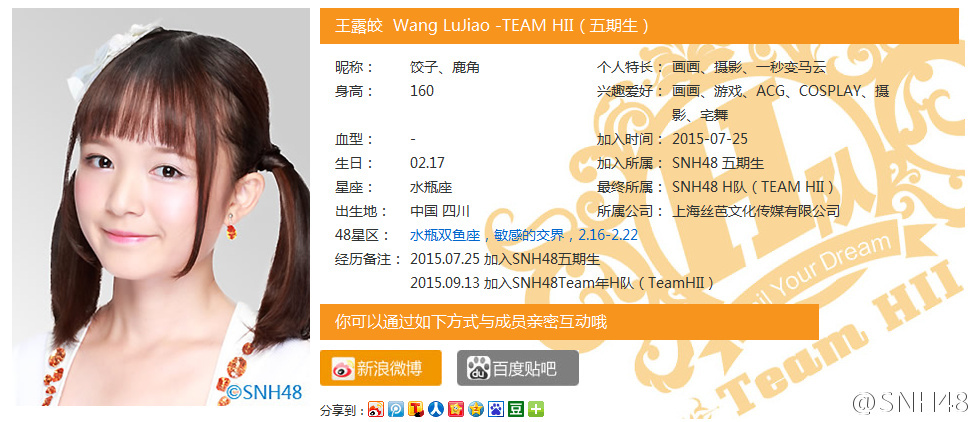 王露皎 Wang LuJiao -TEAM HII（五期生）
昵称： 饺子、鹿角 个人特长： 画画、摄影、一秒变马云
身高： 160 兴趣爱好： 画画、游戏、ACG、COSPLAY、摄
影、宅舞
血型： - 加入时间： 2015-07-25
生日： 02.17 加入所属： SNH48 五期生
星座： 水瓶座 最终所属： SNH48 H队（TEAM HII）
出生地： 中国 四川 所属公司： 上海丝芭文化传媒有限公司
48星区： 水瓶双鱼座，敏感的交界，2.16-2.22
经历备注： 2015.07.25 加入SNH48五期生
2015.09.13 加入SNH48Team年H队（TeamHII）
Your Dream
Team HII
你可以通过如下方式与成员亲密互动哦
新浪微博 百度贴吧
分享到：
©SNH48
@SNH48